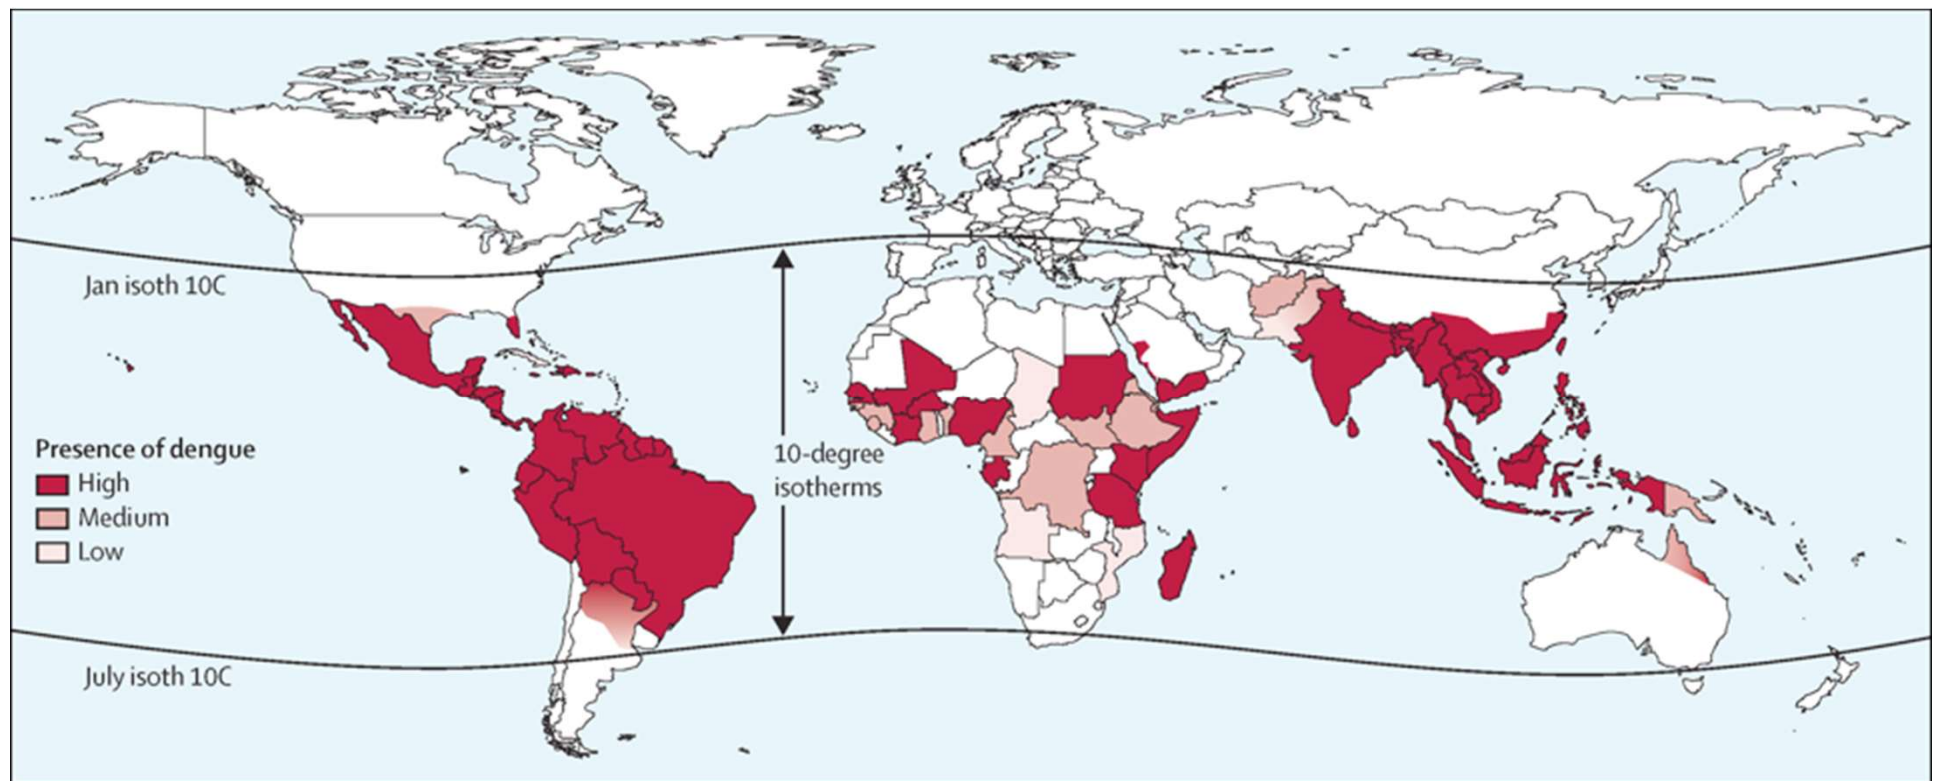 Jan isoth 10C
Presence of dengue
High
Medium
Low
10-degree
isotherms
July isoth 10C